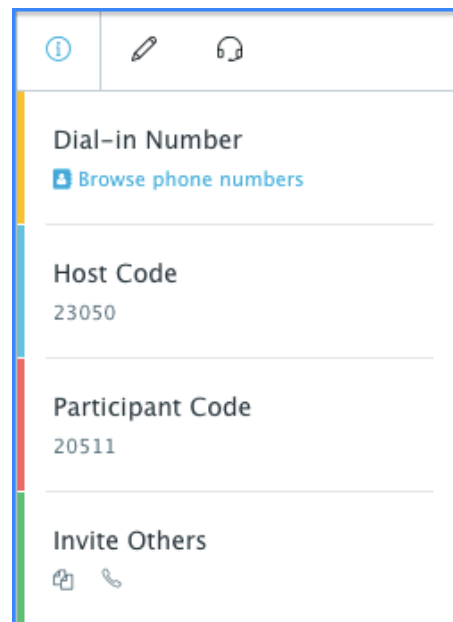 Dial-in Number
Browse phone numbers
Host Code
23050
Participant Code
20511
Invite Others